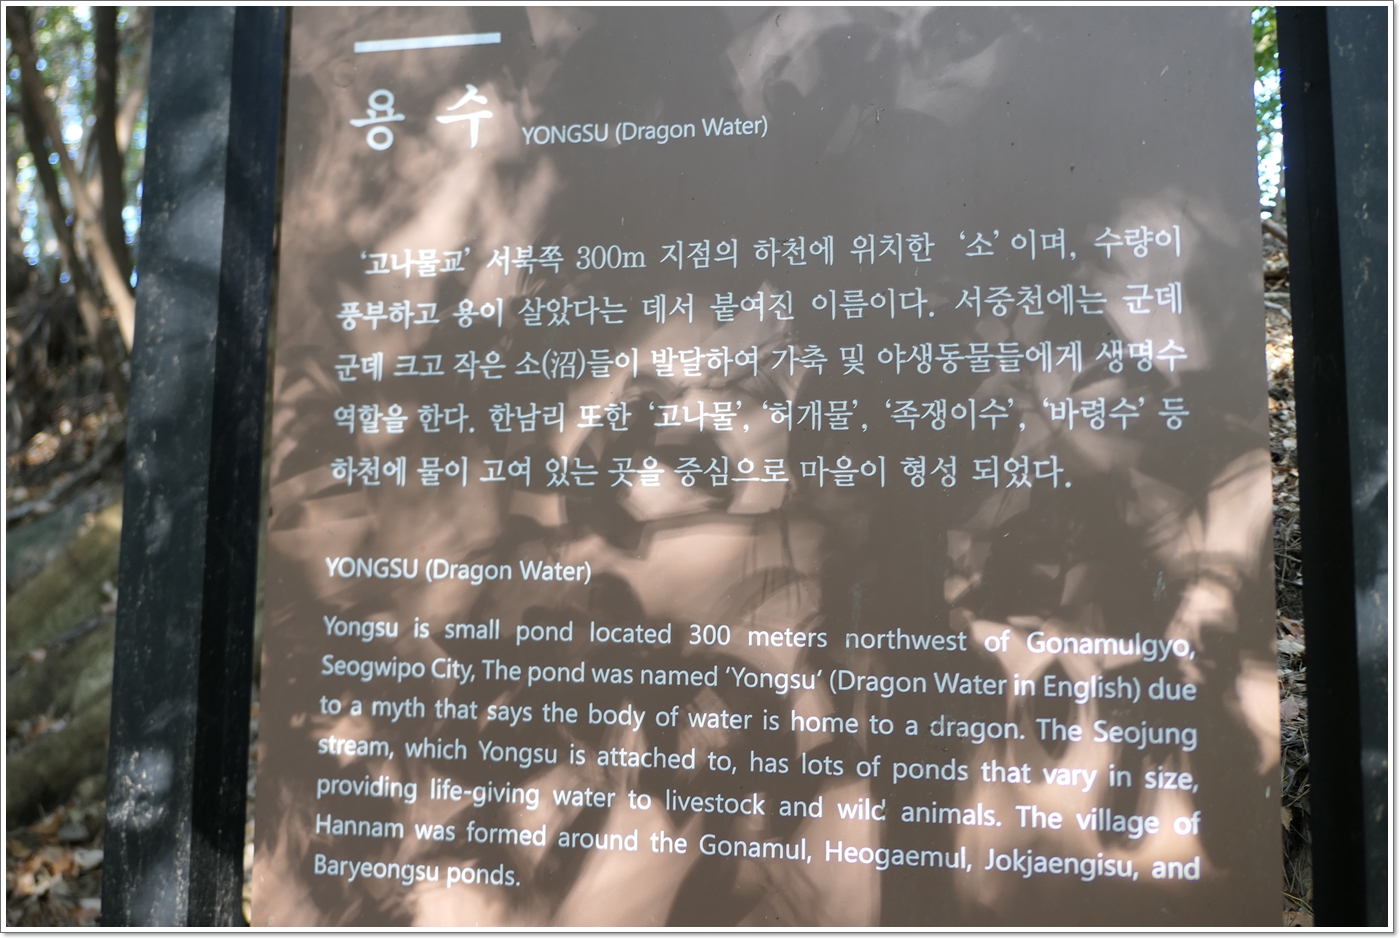 용 수 YONGSU (Dragon Water)
‘고나물교’ 서북쪽 300m 지점의 하천에 위치한 ‘소’이며, 수량이
풍부하고 용이 살았다는 데서 붙여진 이름이다. 서중천에는 군데
군데 크고 작은 소(沼)들이 발달하여 가축 및 야생동물들에게 생명수
역할을 한다. 한남리 또한 ‘고나물’, ‘허개물’, ‘족쟁이수’, ‘바령수’ 등
하천에 물이 고여 있는 곳을 중심으로 마을이 형성 되었다.
YONGSU (Dragon Water)
Yongsu is small pond located 300 meters northwest of Gonamulgyo,
Seogwipo City, The pond was named ‘Yongsu‘ (Dragon Water in English) due
to a myth that says the body of water is home to a dragon. The Seojung
stream, which Yongsu is attached to, has lots of ponds that vary in size,
providing life-giving water to livestock and wild animals. The village of
Hannam was formed around the Gonamul, Heogaemul, Jokjaengisu, and
Baryeongsu ponds.